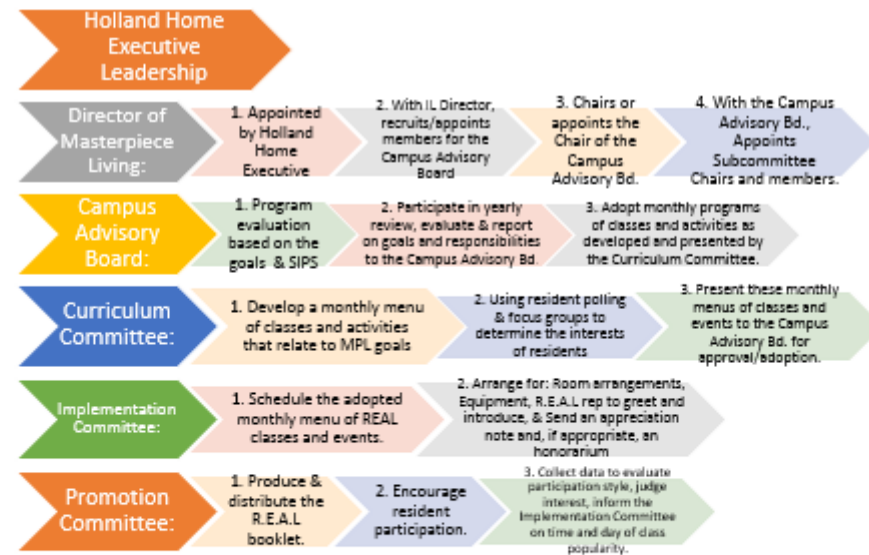 Holland Home
Executive
Leadership
Director of
Masterpiece
Living:
1. Appointed
by Holland
Home
Executive
2. With IL Director,
recruits/appoints
members for the
Campus Advisory
Board
3. Chairs or
appoints the
Chair of the
Campus
Advisory Bd.
4. With the Campus
Advisory Bd.,
Appoints
Subcommittee
Chairs and members.
Campus
Advisory
Board:
1. Program
evaluation
based on the
goals & SIPS
2. Participate in yearly
review, evaluate & report
on goals and responsibilities
to the Campus Advisory Bd.
3. Adopt monthly programs
of classes and activities as
developed and presented by
the Curriculum Committee.
Curriculum
Committee:
1. Develop a monthly menu
of classes and activities
that relate to MPL goals
2. Using resident polling
& focus groups to
determine the interests
of residents
3. Present these monthly
menus of classes and
events to the Campus
Advisory Bd. for
approval/adoption.
Implementation
Committee:
1. Schedule the adopted
monthly menu of REAL
classes and events.
2. Arrange for: Room arrangements,
Equipment, R.E.A.L rep to greet and
introduce, & Send an appreciation
note and, if appropriate, an
honorarium
Promotion
Committee:
1. Produce &
distribute the
R.E.A.L
booklet.
2. Encourage
resident
participation.
3. Collect data to evaluate
participation style, judge
interest, inform the
Implementation Committee
on time and day of class
popularity.